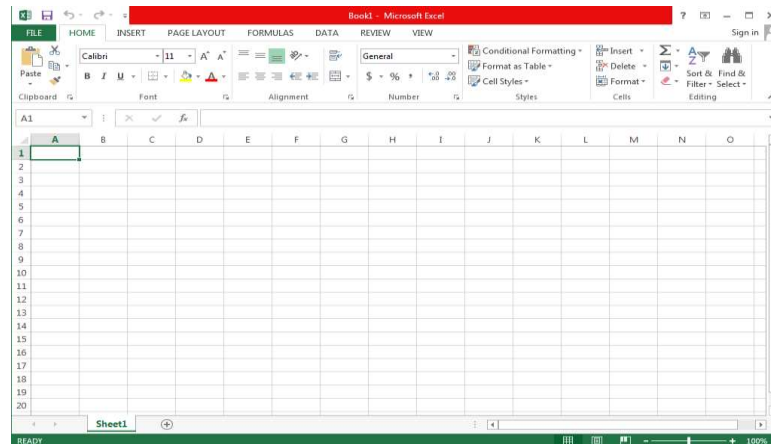 Book1 - Microsoft Excel
FILE HOME INSERT PAGE LAYOUT FORMULAS DATA REVIEW VIEW Sign in
Calibri 11 General Conditional Formatting Insert
Paste B I U $ % Format as Table Delete Sort & Find &
Cell Styles Format Filter Select
Clipboard Font Alignment Number Styles Cells Editing
A1 fx
A B C D E F G H I J K L M N O
1
2
3
4
5
6
7
8
9
10
11
12
13
14
15
16
17
18
19
20
Sheet1
READY 100%